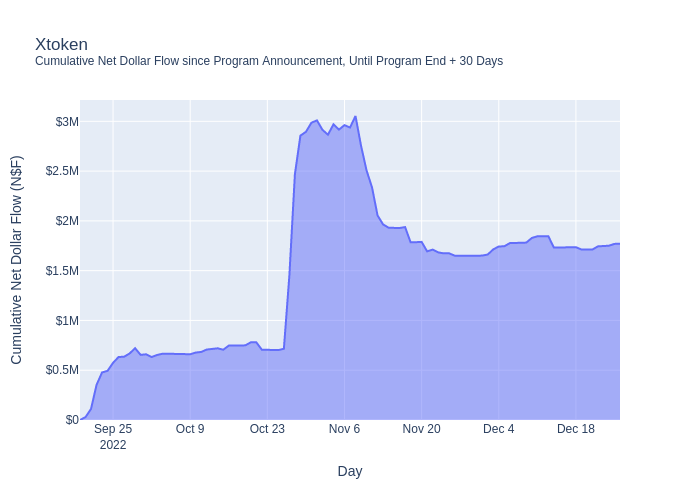 Xtoken
Cumulative Net Dollar Flow since Program Announcement, Until Program End + 30 Days
Cumulative Net Dollar Flow (N$F)
$3M
$2.5M
$2M
$1.5M
$1M
$0.5M
$0
Sep 25
2022
Oct 9
Oct 23
Nov 6
Nov 20
Dec 4
Dec 18
Day